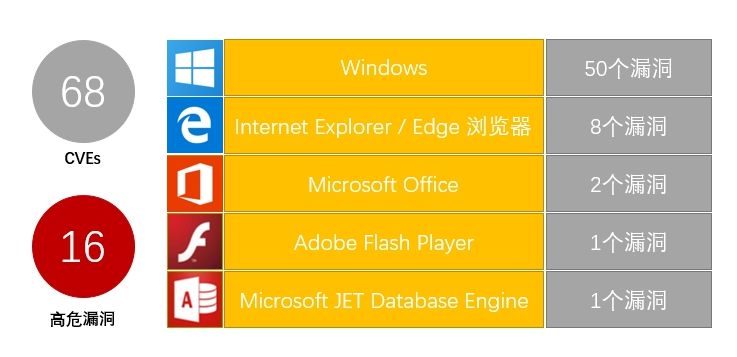 68
CVEs
16
高危漏洞
Windows 50个漏洞
Internet Explorer / Edge 浏览器 8个漏洞
Microsoft Office 2个漏洞
Adobe Flash Player 1个漏洞
Microsoft JET Database Engine 1个漏洞